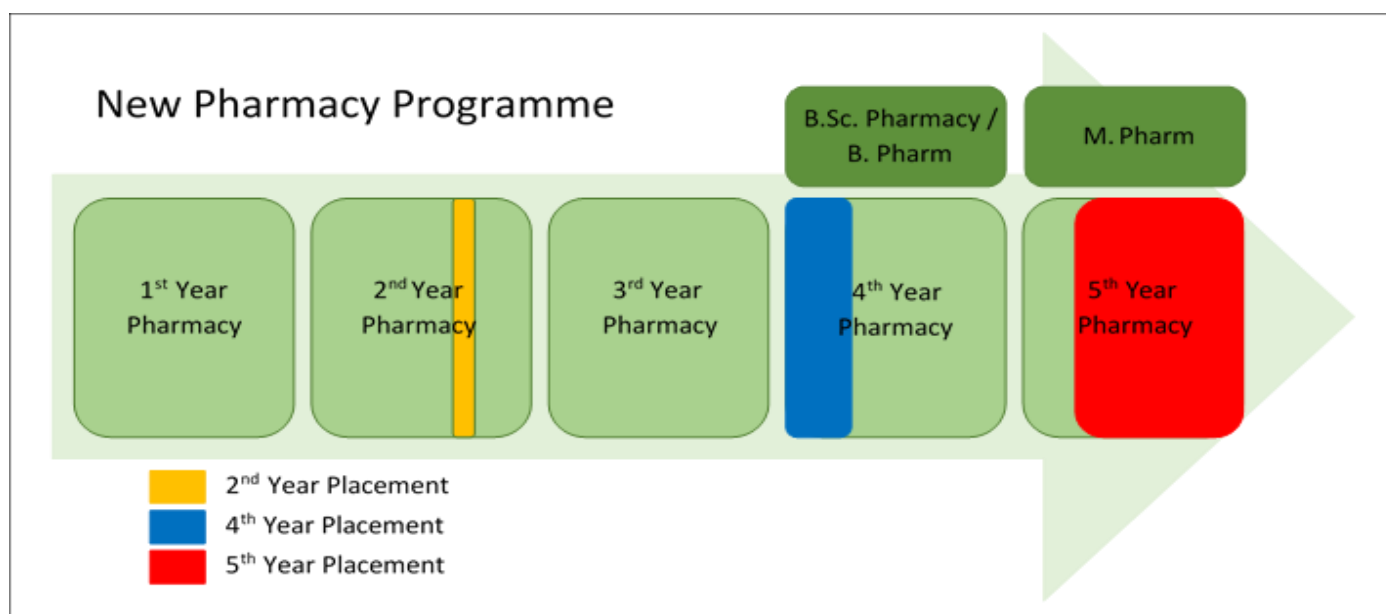 New Pharmacy Programme
B.Sc. Pharmacy /
B. Pharm
M. Pharm
1st Year
Pharmacy
2nd Year
Pharmacy
3rd Year
Pharmacy
4th Year
Pharmacy
5th Year
Pharmacy
2nd Year Placement
4th Year Placement
5th Year Placement